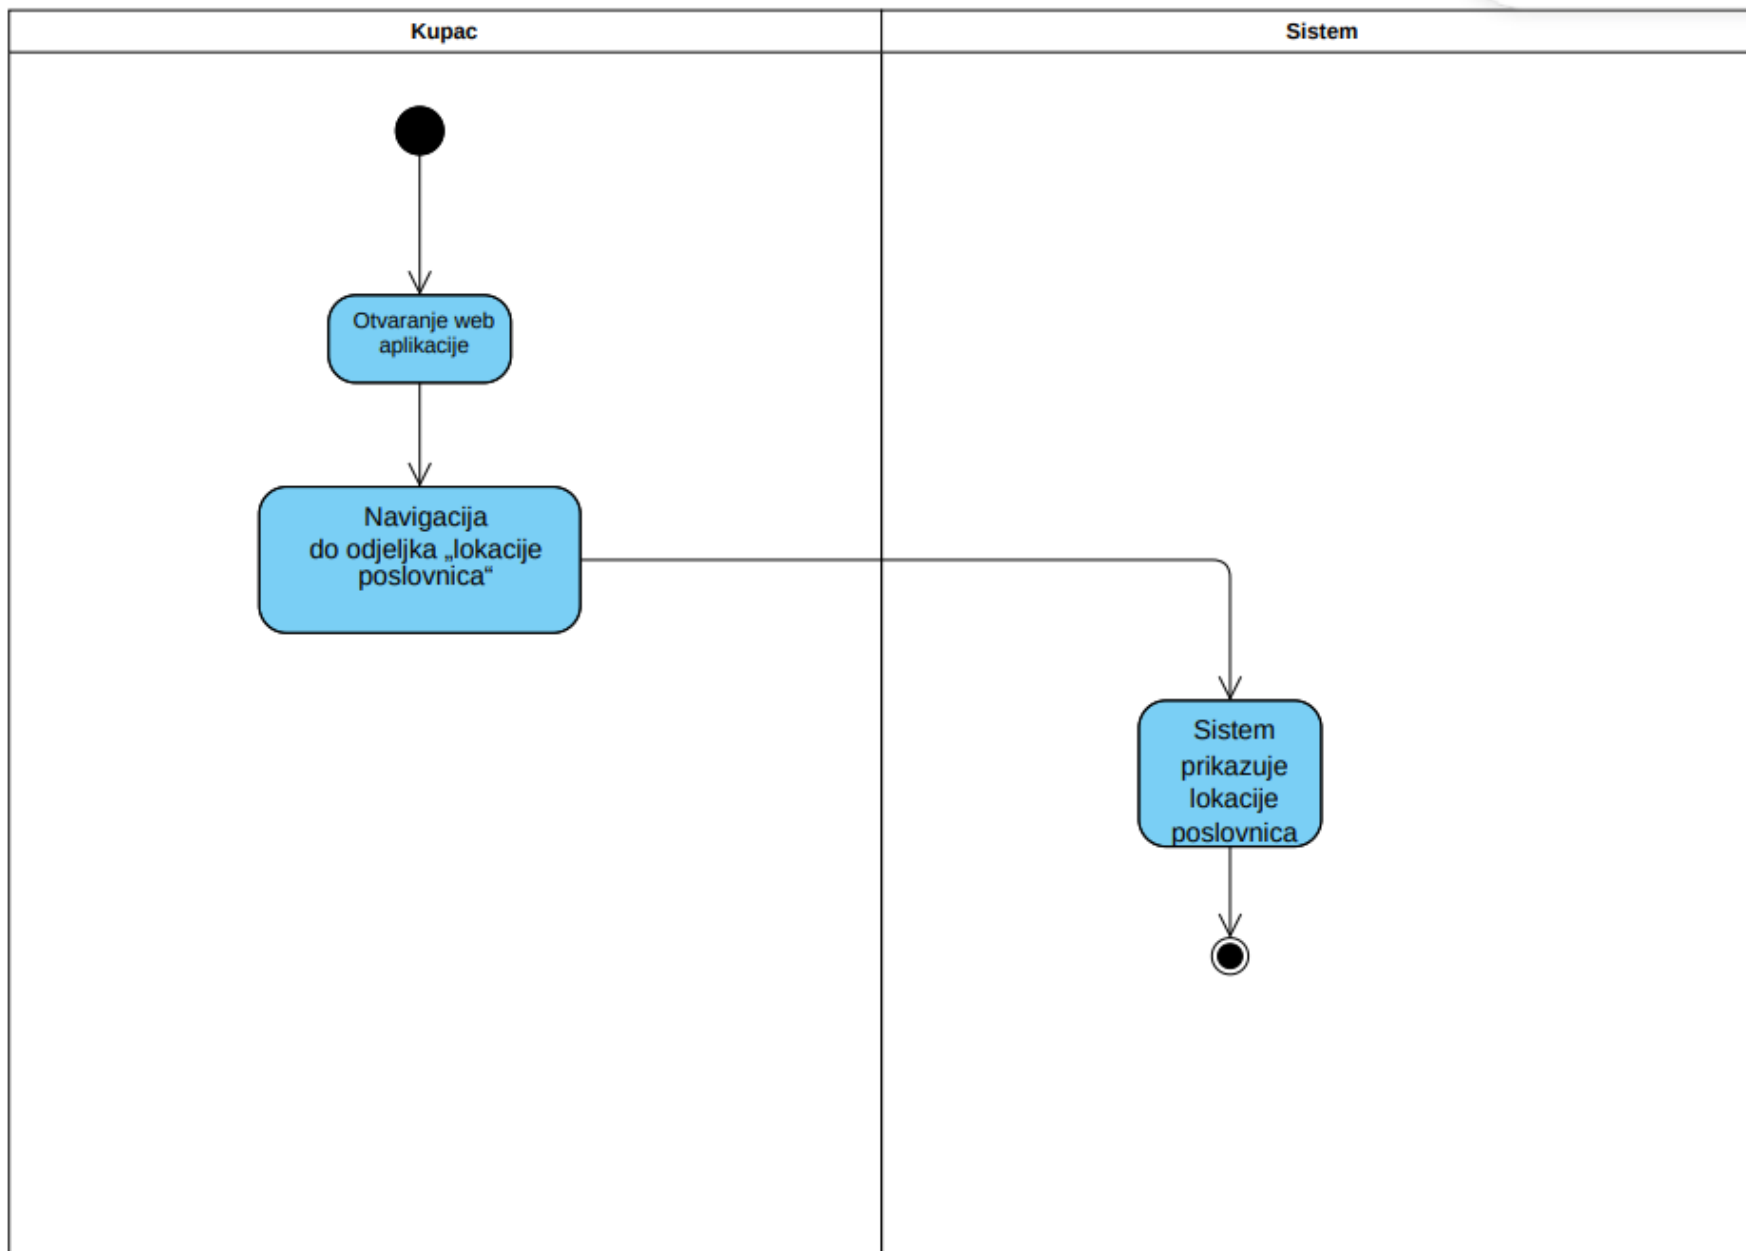 Kupac
Sistem
Otvaranje web
aplikacije
Navigacija
do odjeljka „lokacije
poslovnica“
Sistem
prikazuje
lokacije
poslovnica